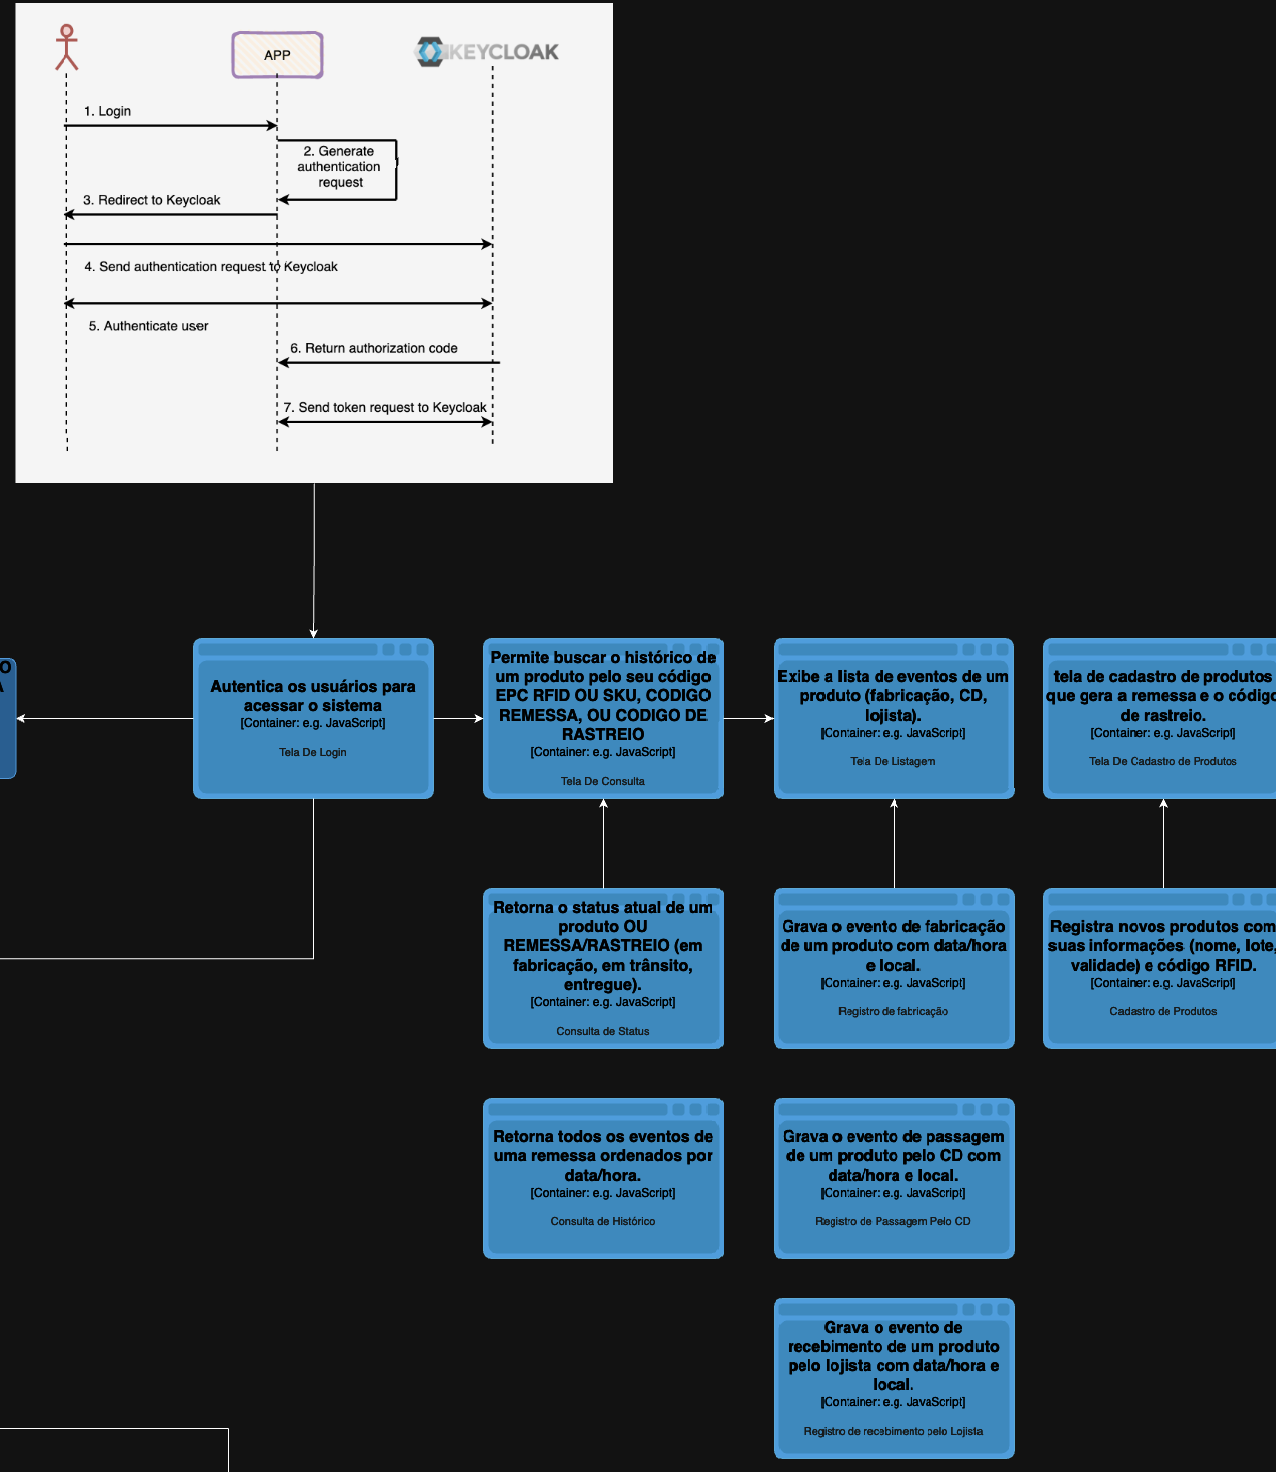 APP
KEYCLOAK
1. Login
2. Generate
authentication
request
3. Redirect to Keycloak
4. Send authentication request to Keycloak
5. Authenticate user
6. Return authorization code
7. Send token request to Keycloak
O
A
Autentica os usuários para
acessar o sistema
[Container: e.g. JavaScript]
Tela De Login
Permite buscar o histórico de
um produto pelo seu código
EPC RFID OU SKU, CODIGO
REMESSA, OU CODIGO DE
RASTREIO
[Container: e.g. JavaScript]
Tela De Consulta
Exibe a lista de eventos de um
produto (fabricação, CD,
lojista).
[Container: e.g. JavaScript]
Tela De Listagem
tela de cadastro de produtos
que gera a remessa e o código
de rastreio.
[Container: e.g. JavaScript]
Tela De Cadastro de Produtos
Retorna o status atual de um
produto OU
REMESSA/RASTREIO (em
fabricação, em trânsito,
entregue).
[Container: e.g. JavaScript]
Consulta de Status
Grava o evento de fabricação
de um produto com data/hora
e local.
[Container: e.g. JavaScript]
Registro de fabricação
Registra novos produtos com
suas informações (nome, lote,
validade) e código RFID.
[Container: e.g. JavaScript]
Cadastro de Produtos
Retorna todos os eventos de
uma remessa ordenados por
data/hora.
[Container: e.g. JavaScript]
Consulta de Histórico
Grava o evento de passagem
de um produto pelo CD com
data/hora e local.
[Container: e.g. JavaScript]
Registro de Passagem Pelo CD
Grava o evento de
recebimento de um produto
pelo lojista com data/hora e
local.
[Container: e.g. JavaScript]
Registro de recebimento pelo Lojista